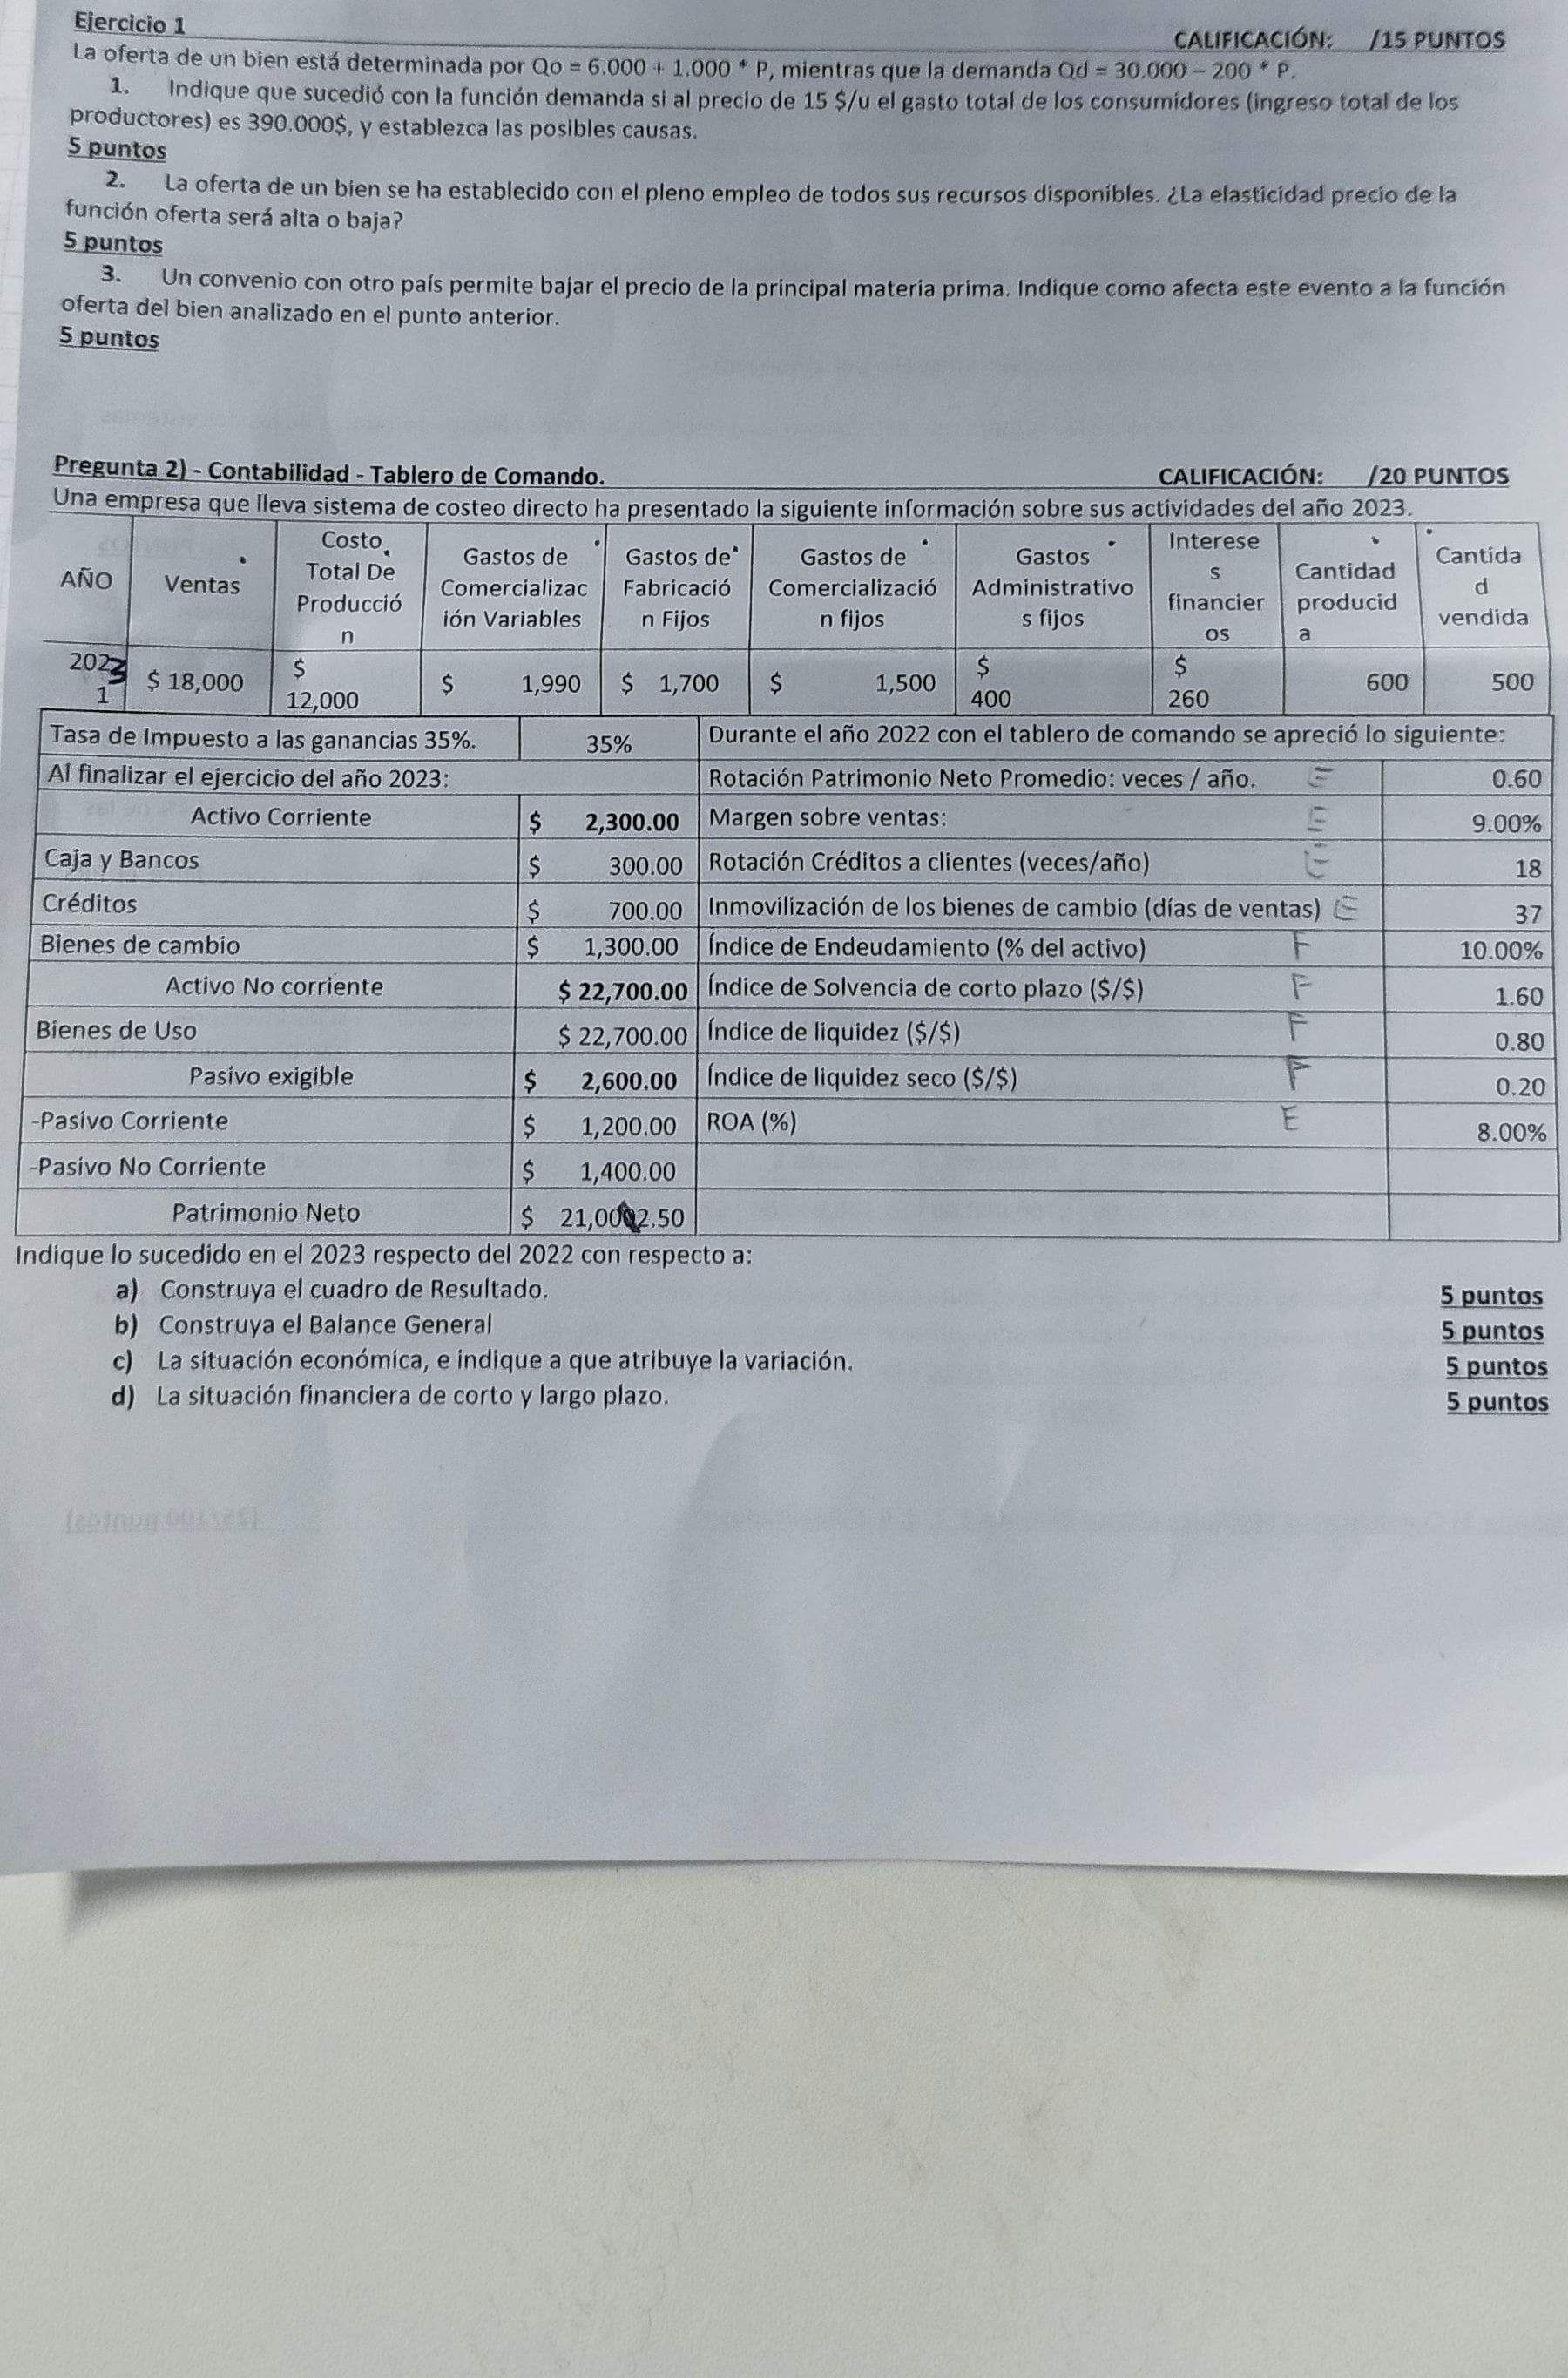 Ejercicio 1
CALIFICACIÓN: /15 PUNTOS
La oferta de un bien está determinada por Qo = 6.000 + 1.000 * P, mientras que la demanda Qd = 30.000 – 200 * P.
1. Indique que sucedió con la función demanda si al precio de 15 $/u el gasto total de los consumidores (ingreso total de los
productores) es 390.000$, y establezca las posibles causas.
5 puntos
2. La oferta de un bien se ha establecido con el pleno empleo de todos sus recursos disponibles. ¿La elasticidad precio de la
función oferta será alta o baja?
5 puntos
3. Un convenio con otro país permite bajar el precio de la principal materia prima. Indique como afecta este evento a la función
oferta del bien analizado en el punto anterior.
5 puntos
Pregunta 2) - Contabilidad - Tablero de Comando. CALIFICACIÓN: /20 PUNTOS
Una empresa que lleva sistema de costeo directo ha presentado la siguiente información sobre sus actividades del año 2023.
AÑO Ventas Costo Total De Producció n Gastos de Comercializac ión Variables Gastos de Fabricació n Fijos Gastos de Comercializació n fijos Gastos Administrativo s fijos Interese s financier os Cantidad producid a Cantida d vendida
2023 $ 18,000 $ 12,000 $ 1,990 $ 1,700 $ 1,500 $ 400 $ 260 600 500
1
Tasa de Impuesto a las ganancias 35%. 35% Durante el año 2022 con el tablero de comando se apreció lo siguiente:
Al finalizar el ejercicio del año 2023: Rotación Patrimonio Neto Promedio: veces / año. E 0.60
Activo Corriente $ 2,300.00 Margen sobre ventas: E 9.00%
Caja y Bancos $ 300.00 Rotación Créditos a clientes (veces/año) E 18
Créditos $ 700.00 Inmovilización de los bienes de cambio (días de ventas) E 37
Bienes de cambio $ 1,300.00 Índice de Endeudamiento (% del activo) F 10.00%
Activo No corriente $ 22,700.00 Índice de Solvencia de corto plazo ($/$) F 1.60
Bienes de Uso $ 22,700.00 Índice de liquidez ($/$) F 0.80
Pasivo exigible $ 2,600.00 Índice de liquidez seco ($/$) F 0.20
-Pasivo Corriente $ 1,200.00 ROA (%) E 8.00%
-Pasivo No Corriente $ 1,400.00
Patrimonio Neto $ 21,002.50
Indique lo sucedido en el 2023 respecto del 2022 con respecto a:
a) Construya el cuadro de Resultado. 5 puntos
b) Construya el Balance General 5 puntos
c) La situación económica, e indique a que atribuye la variación. 5 puntos
d) La situación financiera de corto y largo plazo. 5 puntos